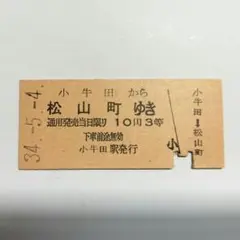 34.-5.-4.
小牛田から
松山町ゆき
通用発売当日限り 10円3等
下車前途無効
小牛田駅発行
小
小牛田→松山町